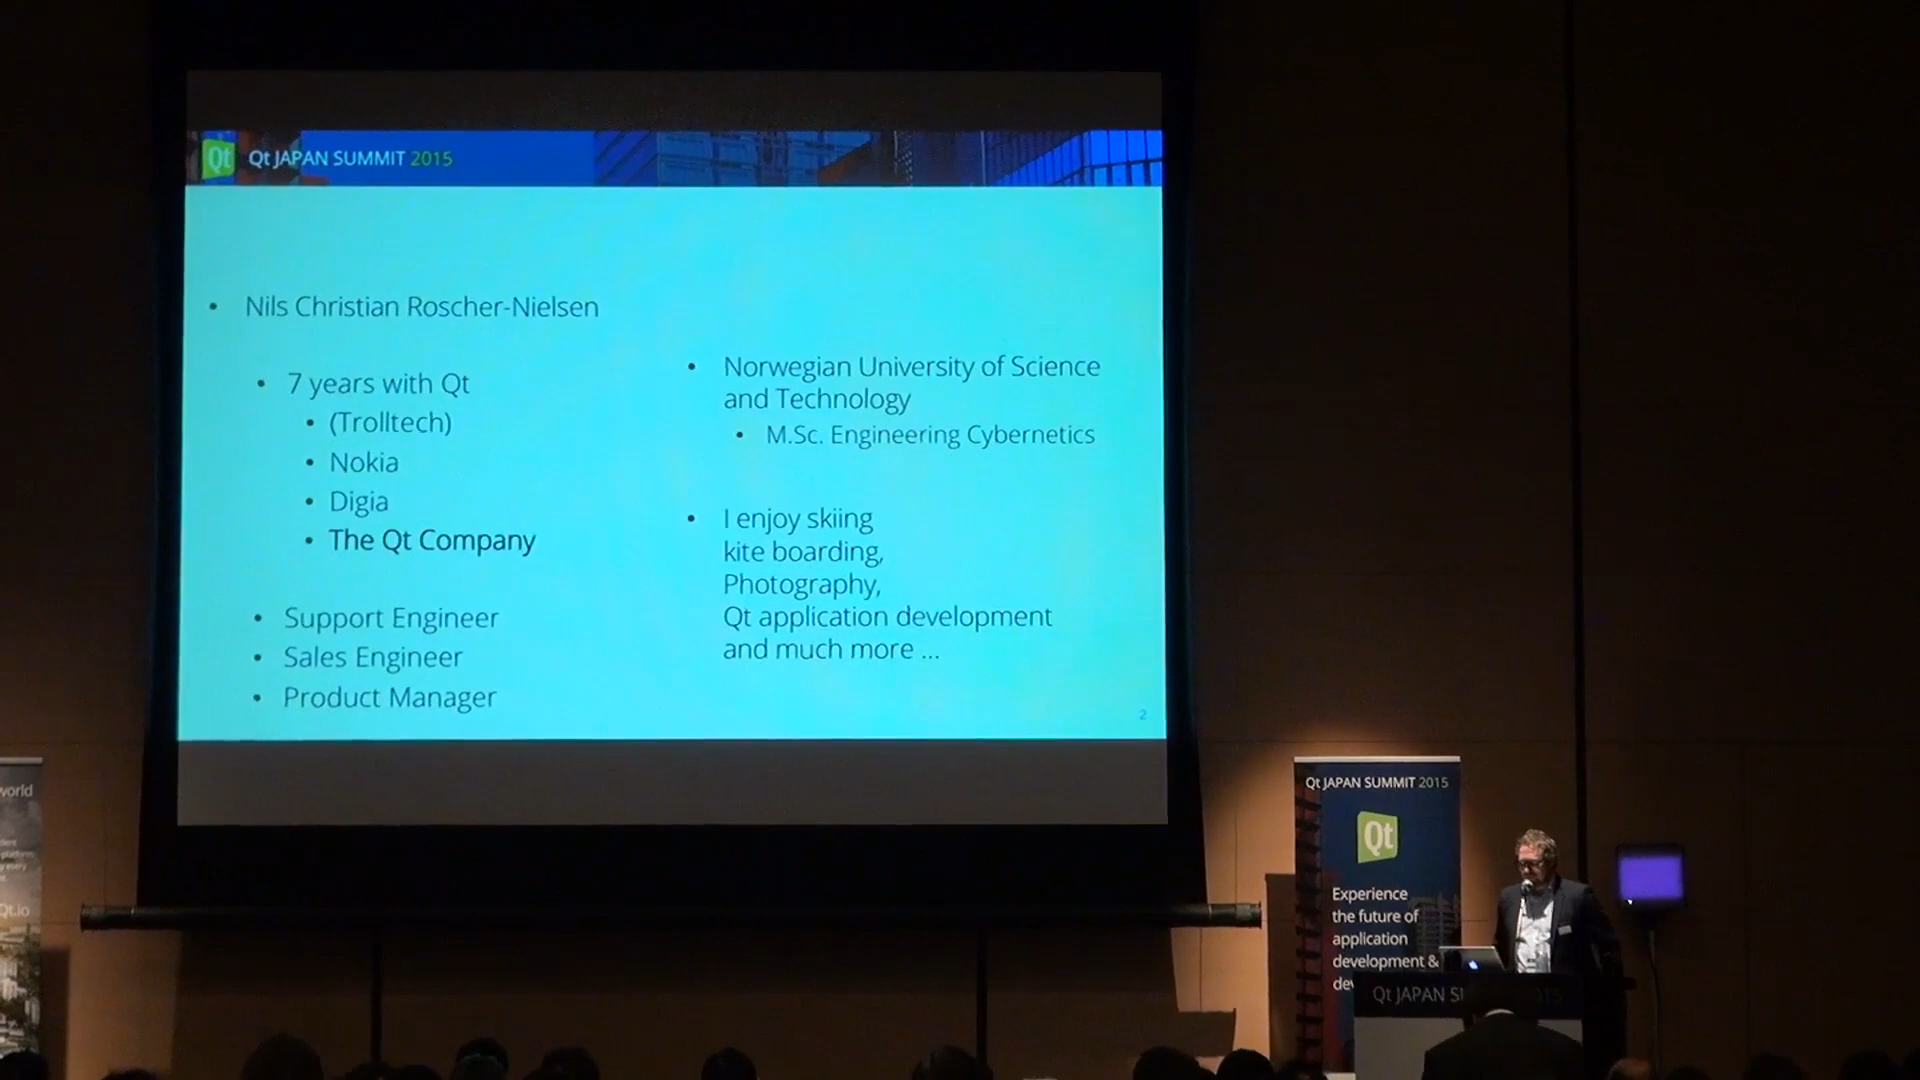 Qt
Qt JAPAN SUMMIT 2015
• Nils Christian Roscher-Nielsen
• 7 years with Qt
• (Trolltech)
• Nokia
• Digia
• The Qt Company
• Support Engineer
• Sales Engineer
• Product Manager
• Norwegian University of Science
and Technology
• M.Sc. Engineering Cybernetics
• I enjoy skiing
kite boarding,
Photography,
Qt application development
and much more ...
2
world
Qt.io
Qt JAPAN SUMMIT 2015
Qt
Experience
the future of
application
development &
Qt JAPAN